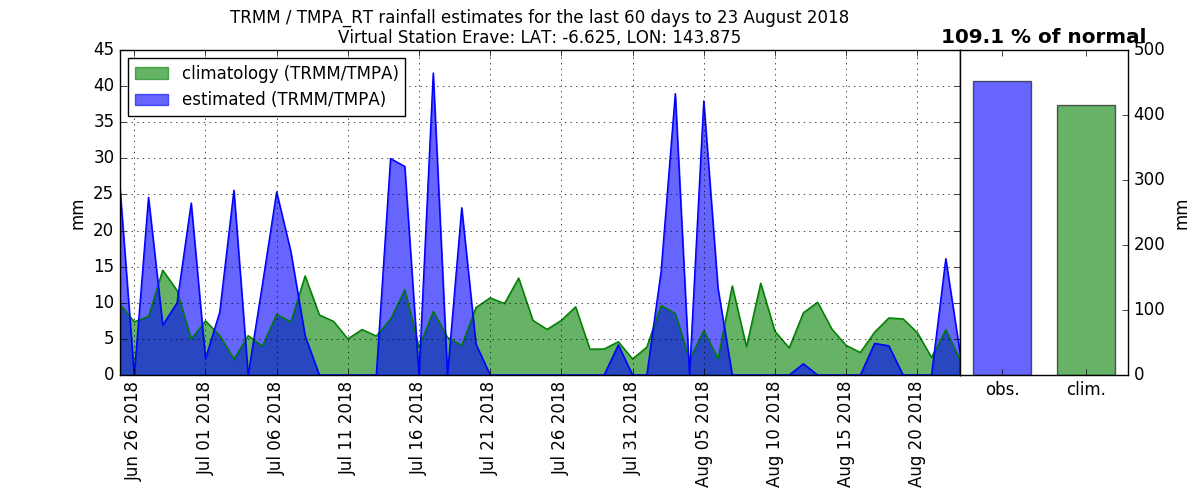 TRMM / TMPA_RT rainfall estimates for the last 60 days to 23 August 2018
Virtual Station Erave: LAT: -6.625, LON: 143.875
109.1 % of normal
climatology (TRMM/TMPA)
estimated (TRMM/TMPA)
45
40
35
30
25
20
15
10
5
0
mm
500
400
300
200
100
0
mm
Jun 26 2018
Jul 01 2018
Jul 06 2018
Jul 11 2018
Jul 16 2018
Jul 21 2018
Jul 26 2018
Jul 31 2018
Aug 05 2018
Aug 10 2018
Aug 15 2018
Aug 20 2018
obs.
clim.